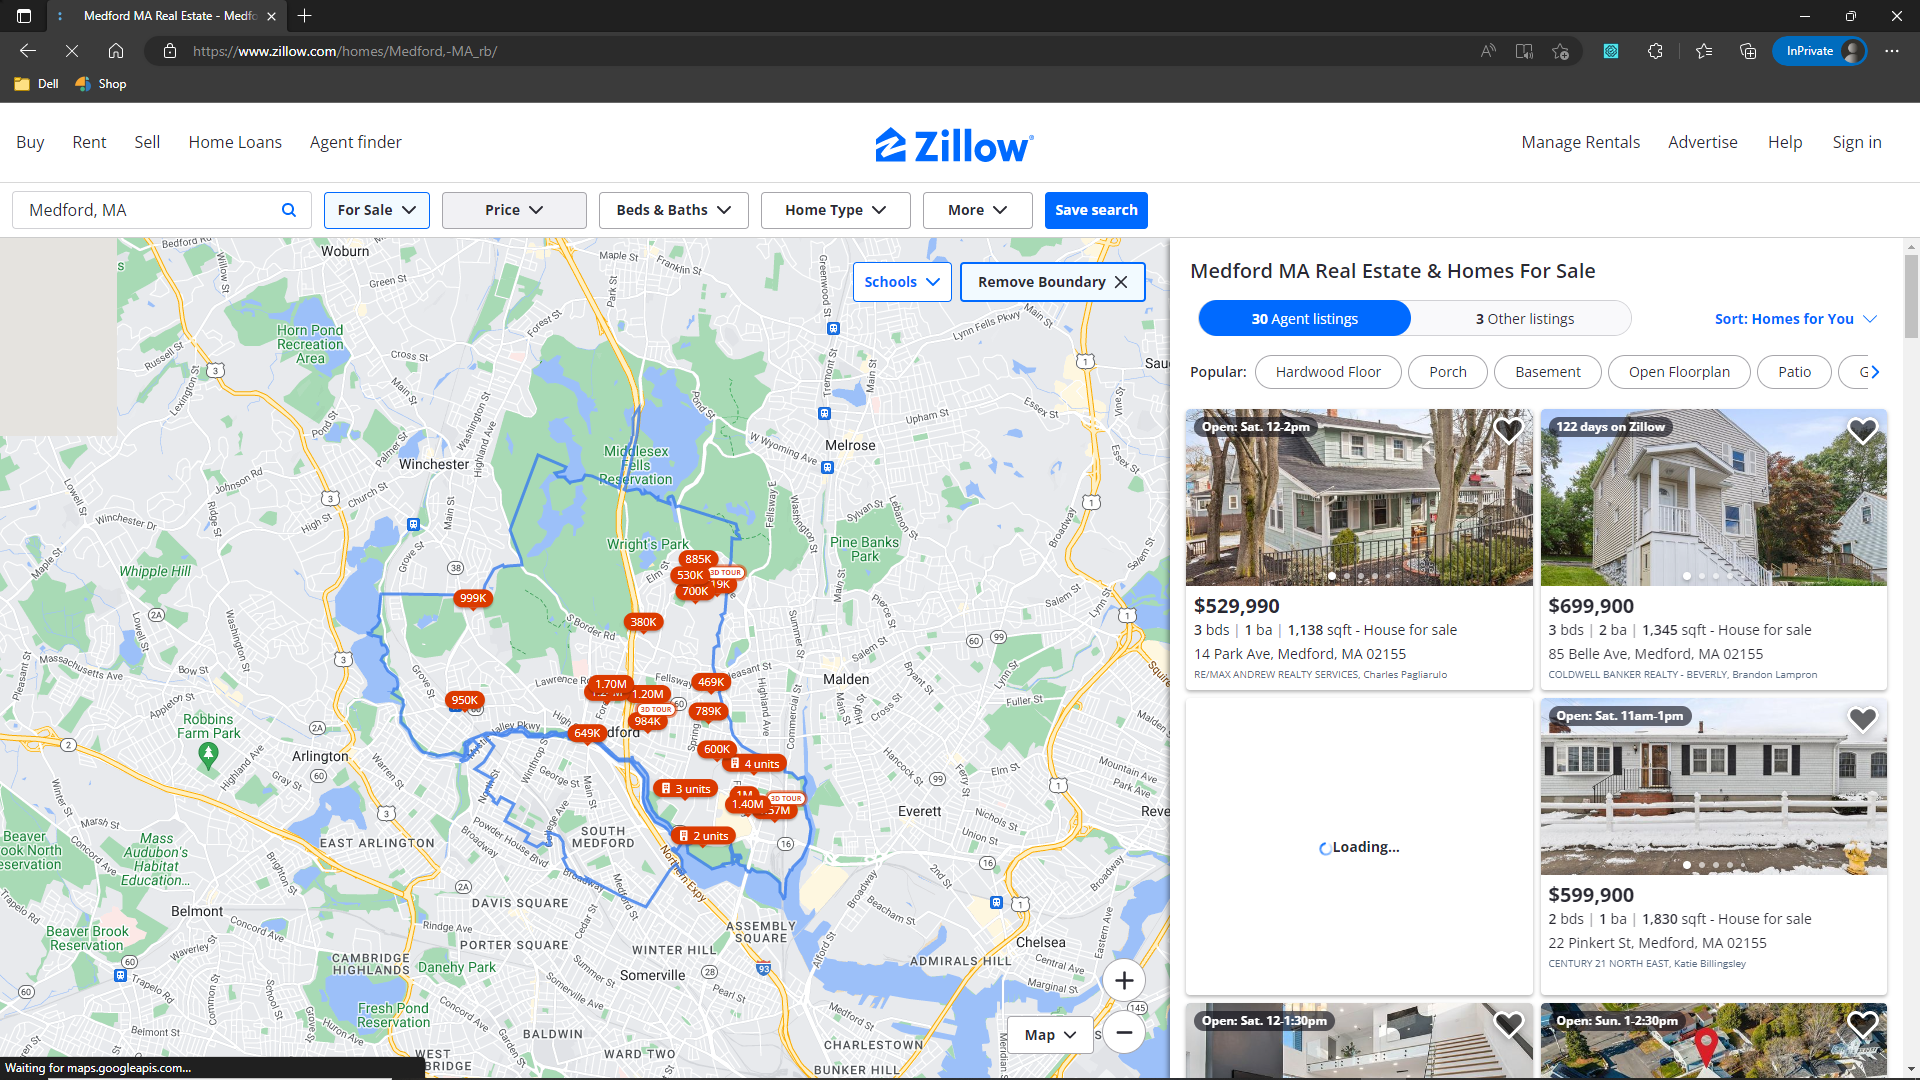 Medford MA Real Estate - Medfo
https://www.zillow.com/homes/Medford,-MA_rb/
InPrivate
Dell
Shop
Buy
Rent
Sell
Home Loans
Agent finder
Zillow
Manage Rentals
Advertise
Help
Sign in
Medford, MA
For Sale
Price
Beds & Baths
Home Type
More
Save search
Schools
Remove Boundary
Woburn
Horn Pond
Recreation
Area
Winchester
Melrose
Middlesex
Fells
Reservation
Wright's Park
Pine Banks
Park
Whipple Hill
885K
530K
3D TOUR
19K
700K
999K
380K
Malden
1.70M
1.20M
469K
950K
3D TOUR
984K
789K
649K
dford
600K
4 units
3 units
1M
3D TOUR
1.40M
.57M
2 units
Robbins
Farm Park
Arlington
Everett
Reve
EAST ARLINGTON
SOUTH
MEDFORD
Beaver
ook North
eservation
Mass
Audubon's
Habitat
Education...
Belmont
DAVIS SQUARE
ASSEMBLY
SQUARE
Beaver Brook
Reservation
PORTER SQUARE
WINTER HILL
Chelsea
CAMBRIDGE
HIGHLANDS
Danehy Park
Somerville
ADMIRALS HILL
Fresh Pond
Reservation
BALDWIN
WARD TWO
CHARLESTOWN
BUNKER HILL
WEST
BRIDGE
Map
Waiting for maps.googleapis.com...
Medford MA Real Estate & Homes For Sale
30 Agent listings
3 Other listings
Sort: Homes for You
Popular:
Hardwood Floor
Porch
Basement
Open Floorplan
Patio
G
Open: Sat. 12-2pm
$529,990
3 bds | 1 ba | 1,138 sqft - House for sale
14 Park Ave, Medford, MA 02155
RE/MAX ANDREW REALTY SERVICES, Charles Pagliarulo
122 days on Zillow
$699,900
3 bds | 2 ba | 1,345 sqft - House for sale
85 Belle Ave, Medford, MA 02155
COLDWELL BANKER REALTY - BEVERLY, Brandon Lampron
Loading...
Open: Sat. 11am-1pm
$599,900
2 bds | 1 ba | 1,830 sqft - House for sale
22 Pinkert St, Medford, MA 02155
CENTURY 21 NORTH EAST, Katie Billingsley
Open: Sat. 12-1:30pm
Open: Sun. 1-2:30pm